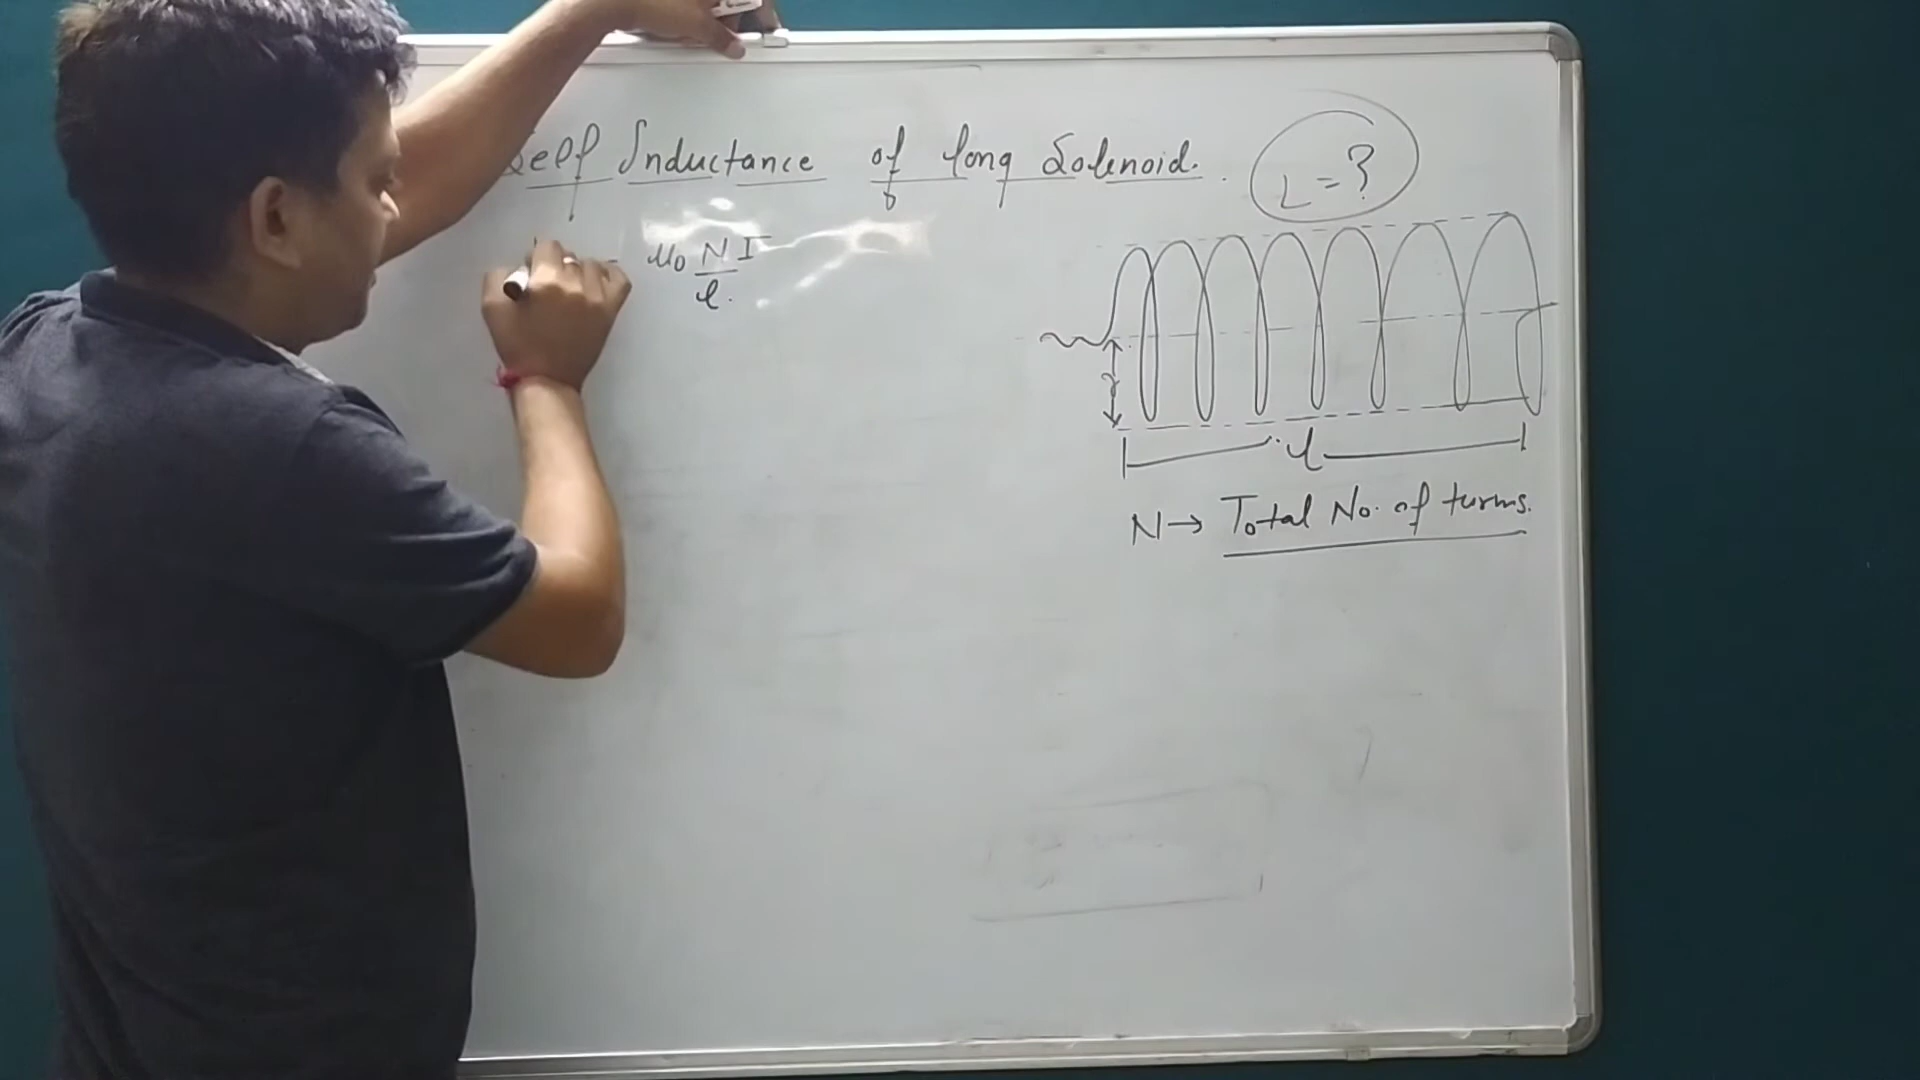 Self Inductance of long Solenoid.
L = ?
= μ0 N I
l.
r
l
N → Total No. of turns.